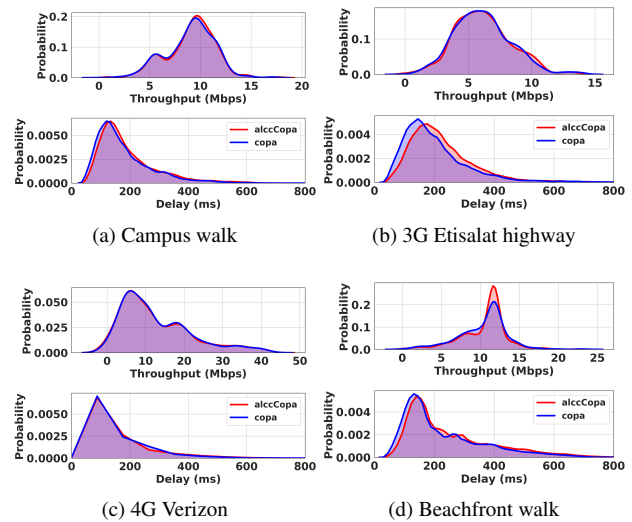 0.2
0.1
0.0
Probability
0 5 10 15 20
Throughput (Mbps)
0.0050
0.0025
0.0000
Probability
alccCopa
copa
0 200 400 600 800
Delay (ms)
(a) Campus walk
0.1
0.0
Probability
0 5 10 15
Throughput (Mbps)
0.004
0.002
0.000
Probability
alccCopa
copa
0 200 400 600 800
Delay (ms)
(b) 3G Etisalat highway
0.050
0.025
0.000
Probability
0 10 20 30 40 50
Throughput (Mbps)
0.0050
0.0025
0.0000
Probability
alccCopa
copa
0 200 400 600 800
Delay (ms)
(c) 4G Verizon
0.2
0.1
0.0
Probability
0 5 10 15 20 25
Throughput (Mbps)
0.004
0.002
0.000
Probability
alccCopa
copa
0 200 400 600 800
Delay (ms)
(d) Beachfront walk